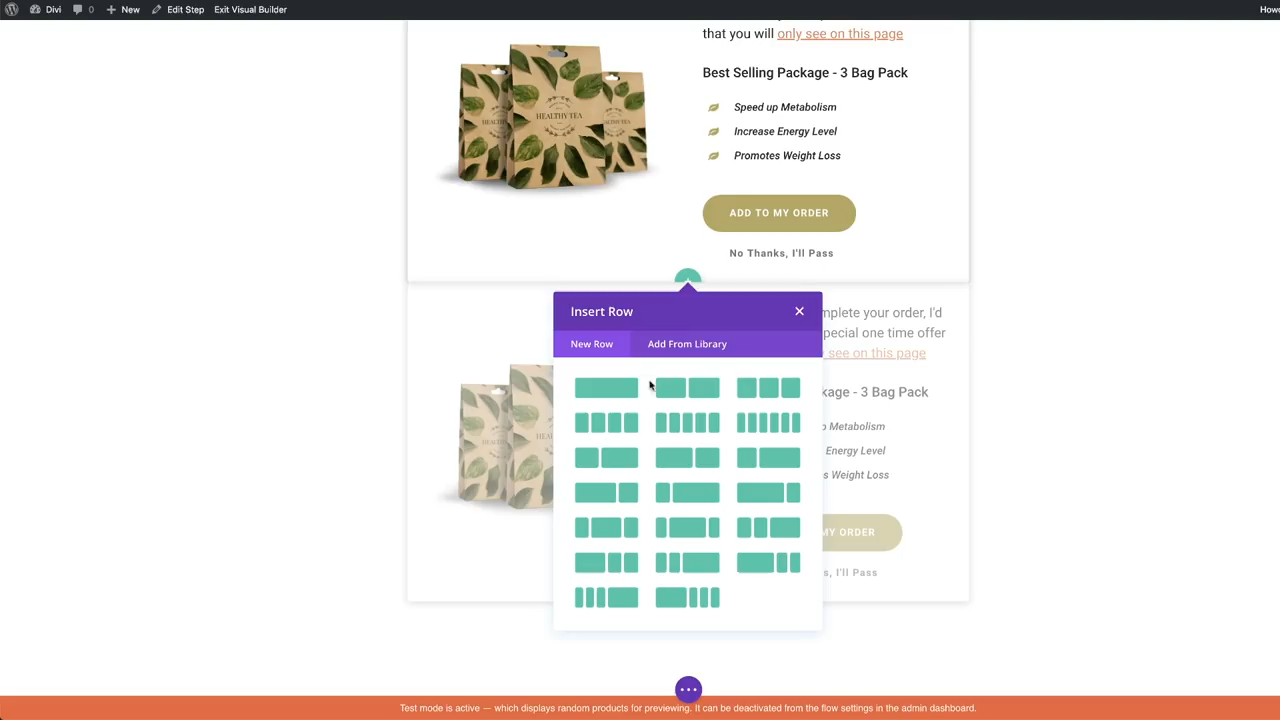 Divi
0
New
Edit Step
Exit Visual Builder
Howd
that you will only see on this page
Best Selling Package - 3 Bag Pack
Speed up Metabolism
Increase Energy Level
Promotes Weight Loss
HEALTHY TEA
ADD TO MY ORDER
No Thanks, I'll Pass
Insert Row
New Row
Add From Library
mplete your order, I'd
pecial one time offer
see on this page
kage - 3 Bag Pack
Metabolism
Energy Level
s Weight Loss
MY ORDER
s, I'll Pass
Test mode is active — which displays random products for previewing. It can be deactivated from the flow settings in the admin dashboard.